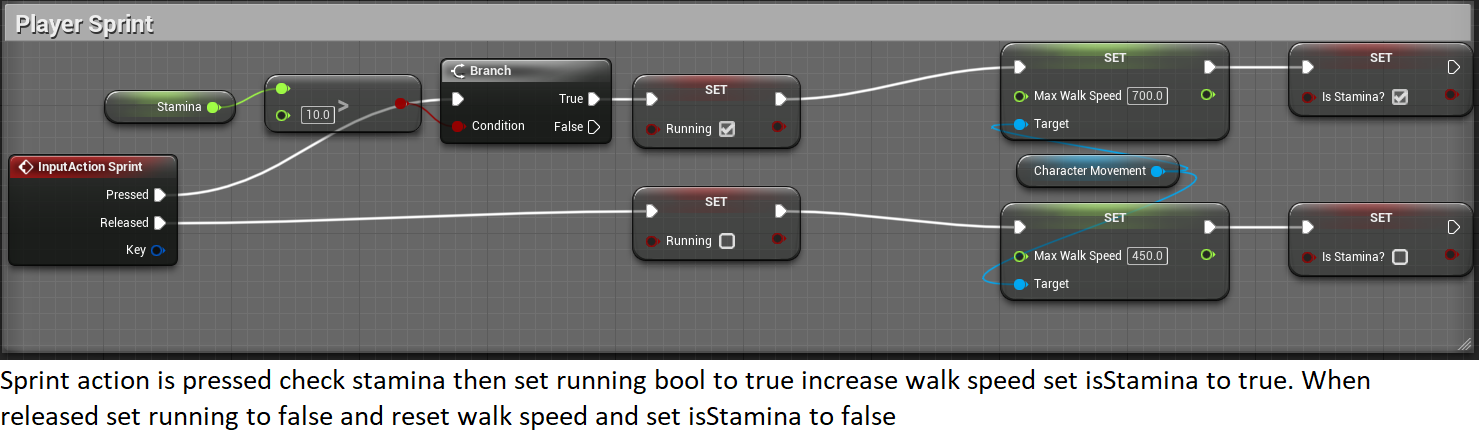 Player Sprint
Stamina
10.0
>
Branch
True
Condition
False
SET
Running
SET
Max Walk Speed 700.0
Target
SET
Is Stamina?
InputAction Sprint
Pressed
Released
Key
SET
Running
Character Movement
SET
Max Walk Speed 450.0
Target
SET
Is Stamina?
Sprint action is pressed check stamina then set running bool to true increase walk speed set isStamina to true. When
released set running to false and reset walk speed and set isStamina to false